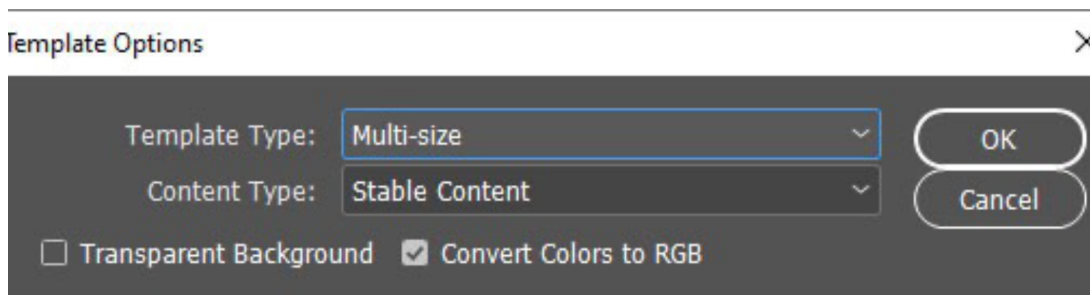 Template Options
Template Type: Multi-size OK
Content Type: Stable Content Cancel
Transparent Background Convert Colors to RGB